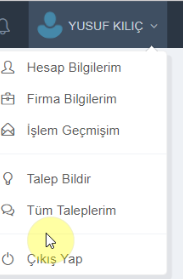 YUSUF KILIÇ
Hesap Bilgilerim
Firma Bilgilerim
İşlem Geçmişim
Talep Bildir
Tüm Taleplerim
Çıkış Yap